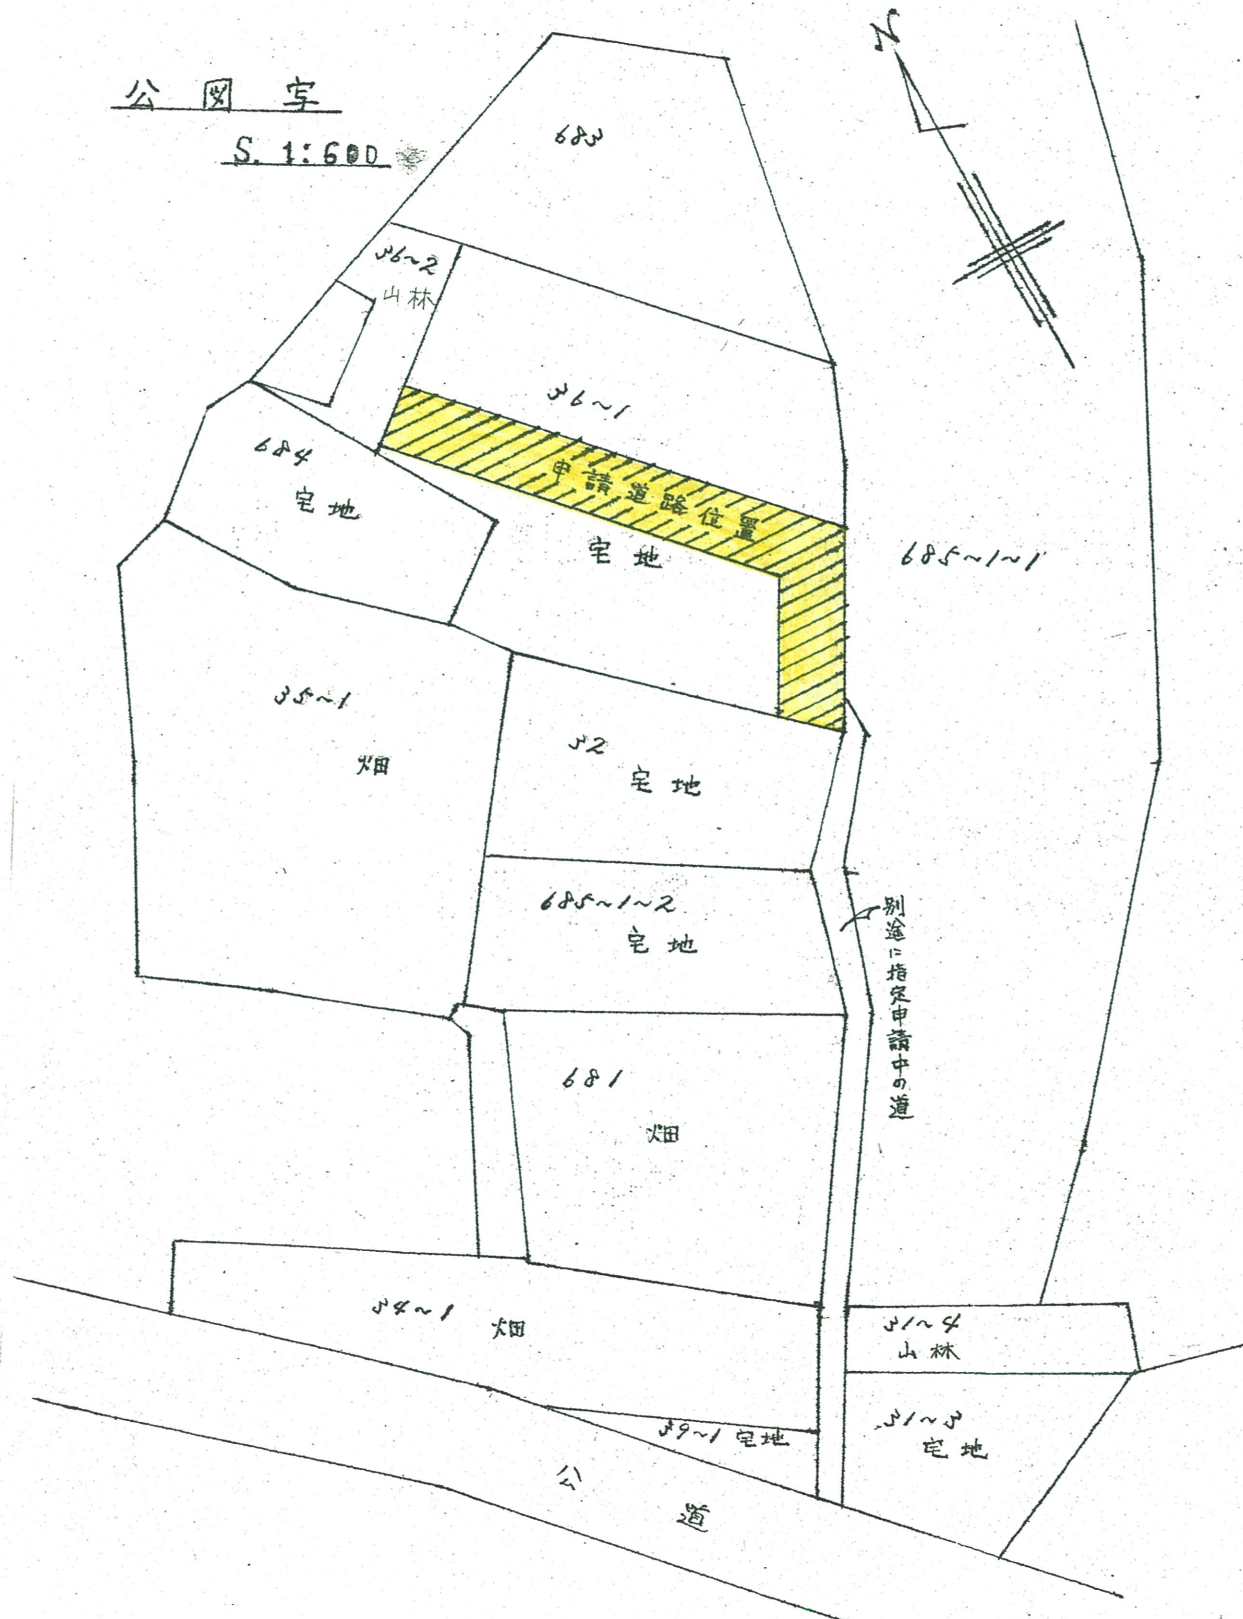 公図写
S. 1:600
N
683
36~2
山林
36~1
申請道路位置
宅地
684
宅地
685~1~1
35~1
畑
32
宅地
685~1~2
宅地
別途に指定申請中の道
681
畑
34~1 畑
31~4
山林
39~1 宅地
31~3
宅地
公道